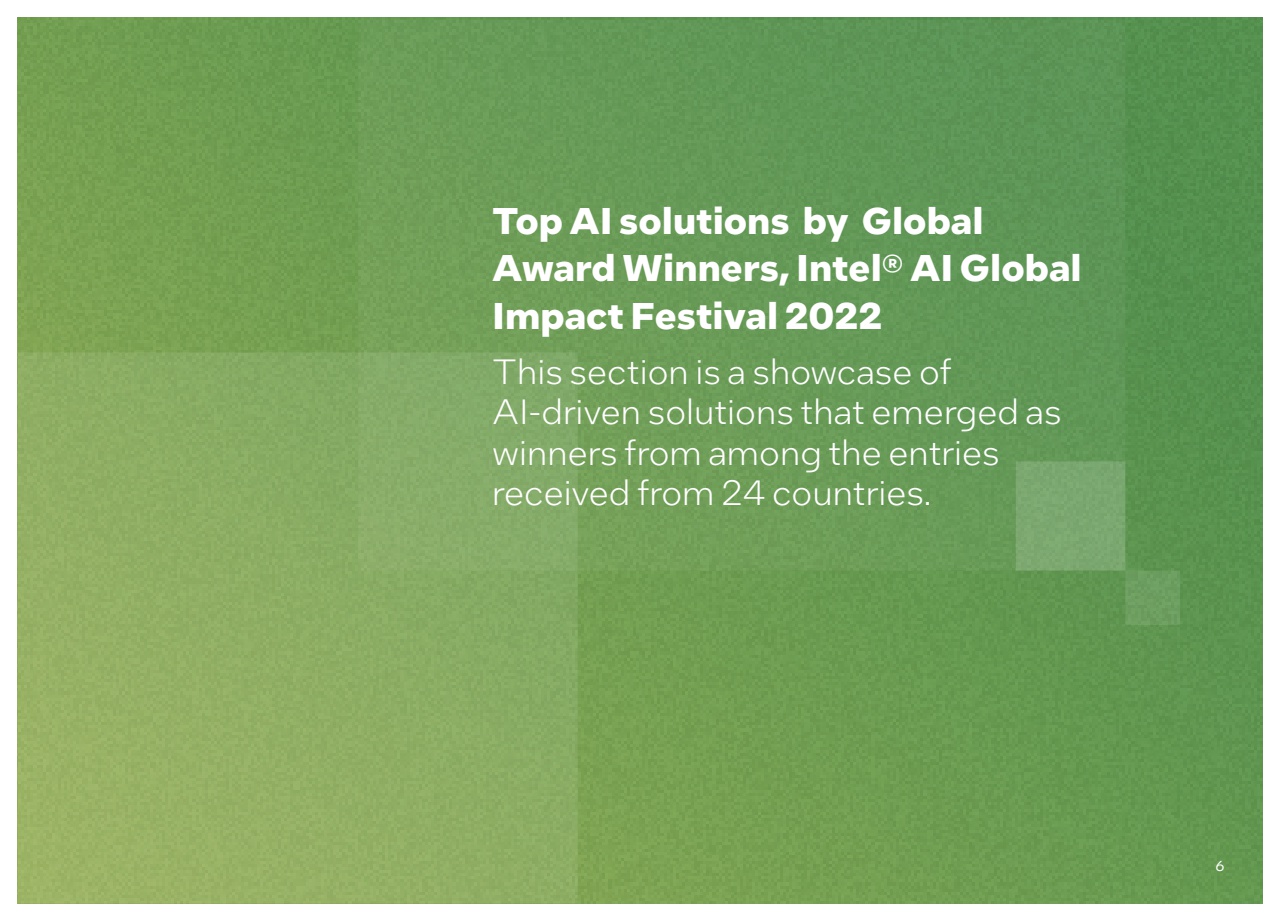 Top AI solutions by Global
Award Winners, Intel® AI Global
Impact Festival 2022
This section is a showcase of
AI-driven solutions that emerged as
winners from among the entries
received from 24 countries.
6